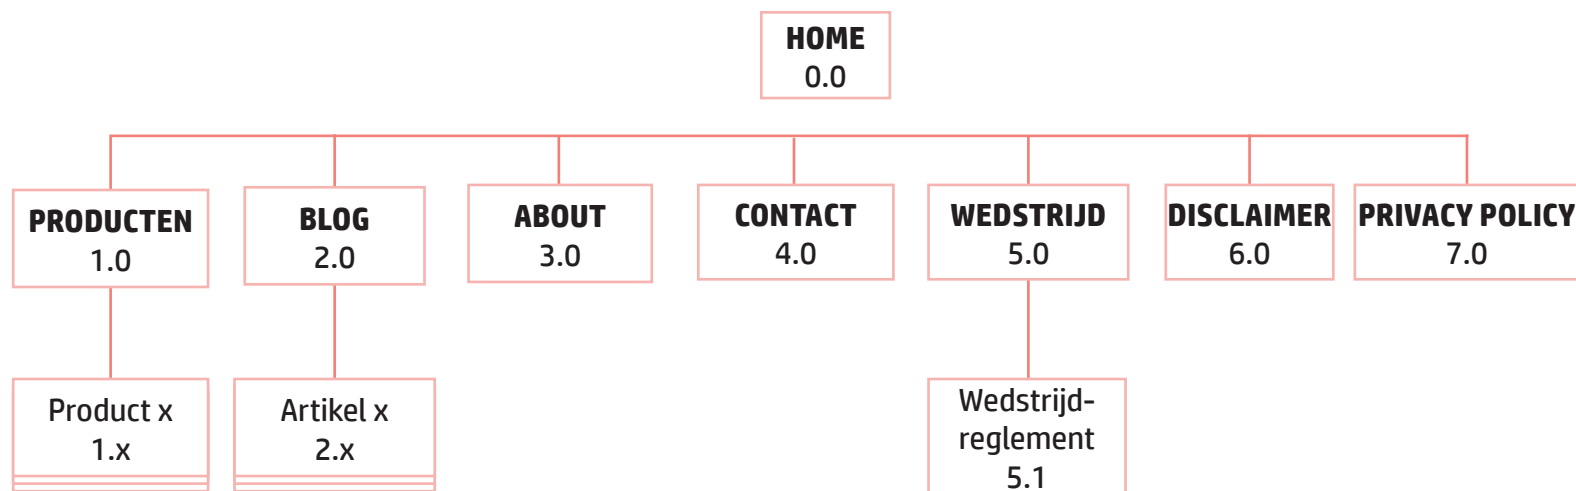 HOME
0.0
PRODUCTEN
1.0
BLOG
2.0
ABOUT
3.0
CONTACT
4.0
WEDSTRIJD
5.0
DISCLAIMER
6.0
PRIVACY POLICY
7.0
Product x
1.x
Artikel x
2.x
Wedstrijd-
reglement
5.1